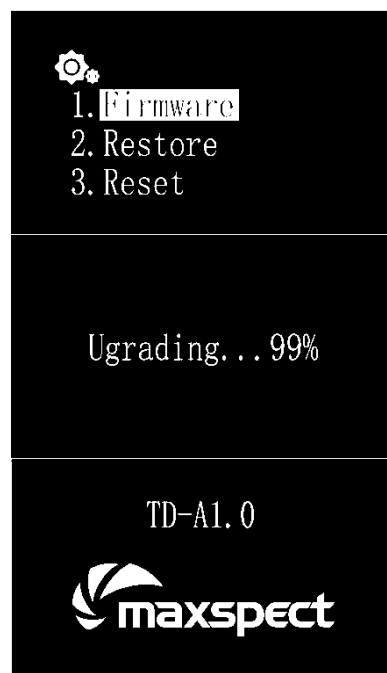 1. Firmware
2. Restore
3. Reset
Ugrading...99%
TD-A1.0
maxspect